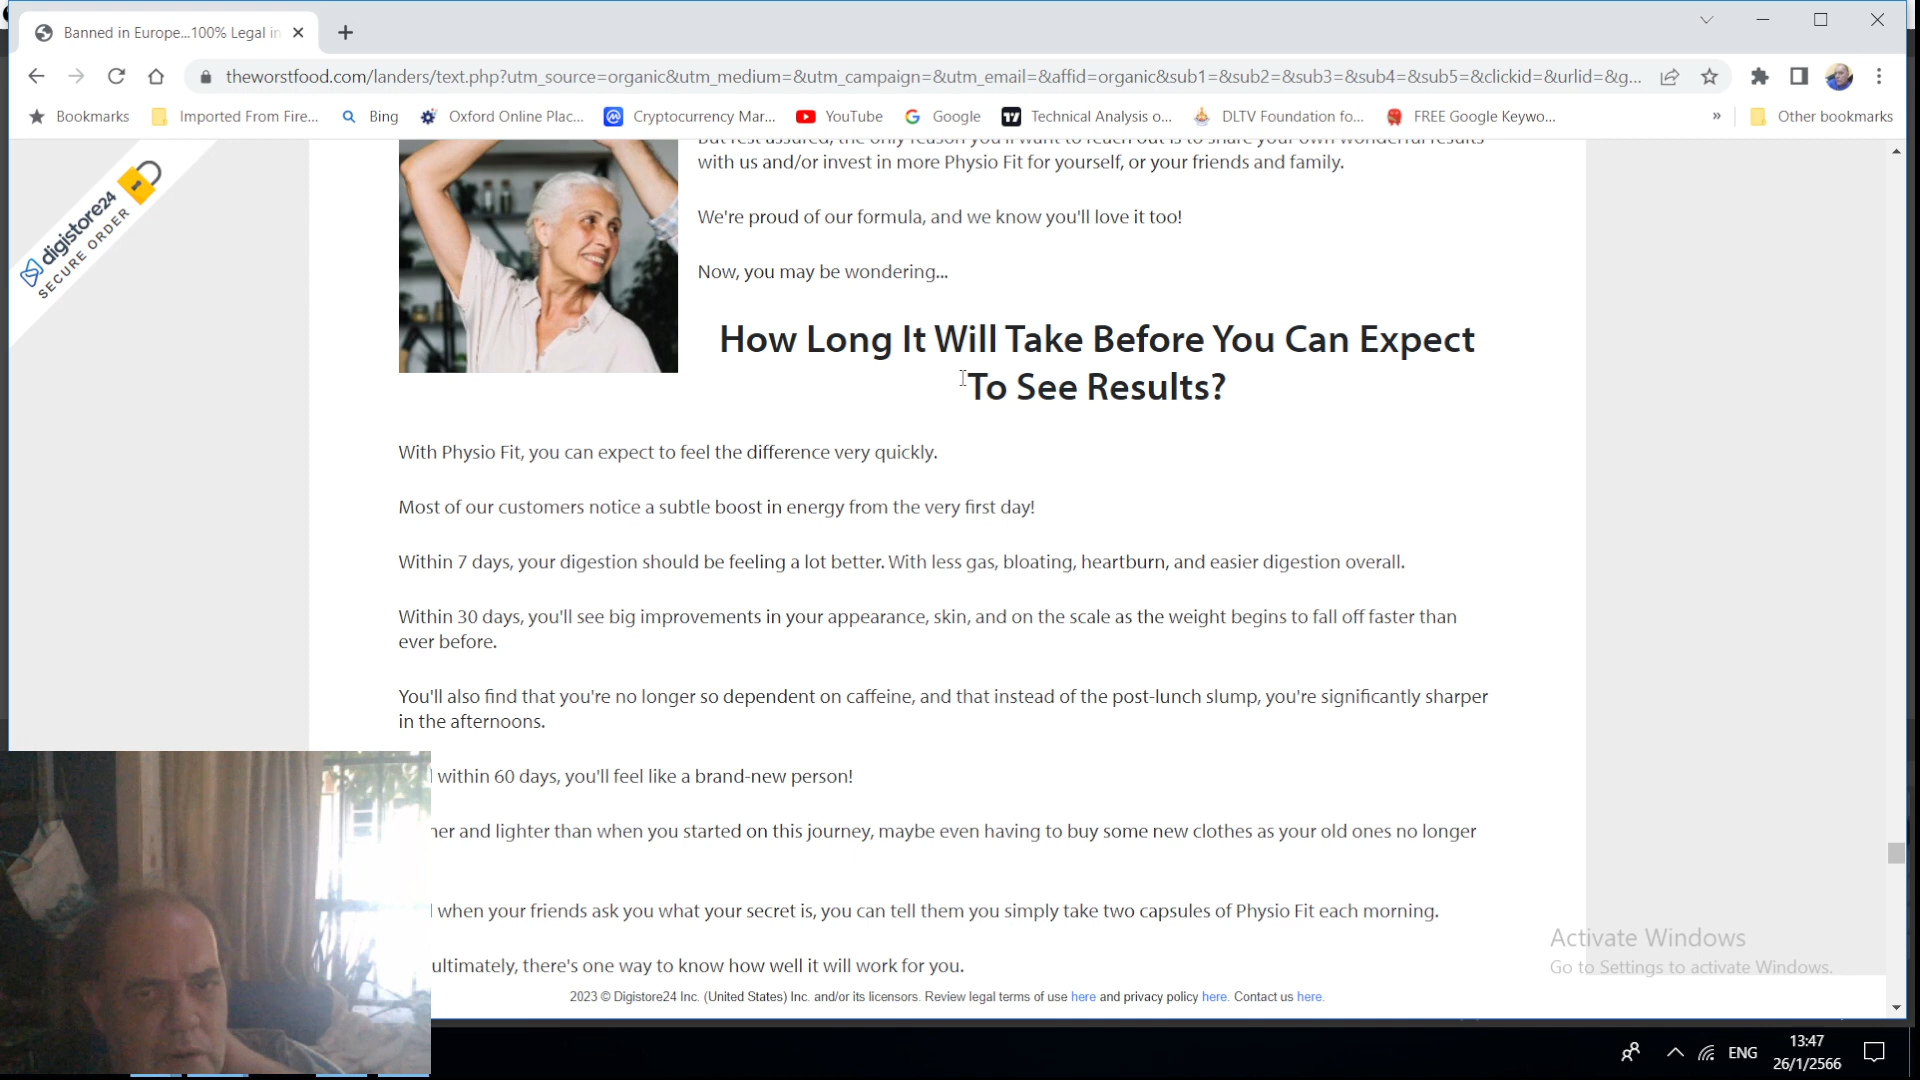 Banned in Europe...100% Legal in
theworstfood.com/landers/text.php?utm_source=organic&utm_medium=&utm_campaign=&utm_email=&affid=organic&sub1=&sub2=&sub3=&sub4=&sub5=&clickid=&urlid=&g...
Bookmarks
Imported From Fire...
Bing
Oxford Online Plac...
Cryptocurrency Mar...
YouTube
Google
Technical Analysis o...
DLTV Foundation fo...
FREE Google Keywo...
»
Other bookmarks
digistore24
SECURE ORDER
But rest assured, the only reason you'll want to reach out is to share your own wonderful results
with us and/or invest in more Physio Fit for yourself, or your friends and family.
We're proud of our formula, and we know you'll love it too!
Now, you may be wondering...
How Long It Will Take Before You Can Expect
To See Results?
With Physio Fit, you can expect to feel the difference very quickly.
Most of our customers notice a subtle boost in energy from the very first day!
Within 7 days, your digestion should be feeling a lot better. With less gas, bloating, heartburn, and easier digestion overall.
Within 30 days, you'll see big improvements in your appearance, skin, and on the scale as the weight begins to fall off faster than
ever before.
You'll also find that you're no longer so dependent on caffeine, and that instead of the post-lunch slump, you're significantly sharper
in the afternoons.
within 60 days, you'll feel like a brand-new person!
and lighter than when you started on this journey, maybe even having to buy some new clothes as your old ones no longer
when your friends ask you what your secret is, you can tell them you simply take two capsules of Physio Fit each morning.
ultimately, there's one way to know how well it will work for you.
2023 © Digistore24 Inc. (United States) Inc. and/or its licensors. Review legal terms of use here and privacy policy here. Contact us here.
Activate Windows
Go to Settings to activate Windows.
ENG
13:47
26/1/2566